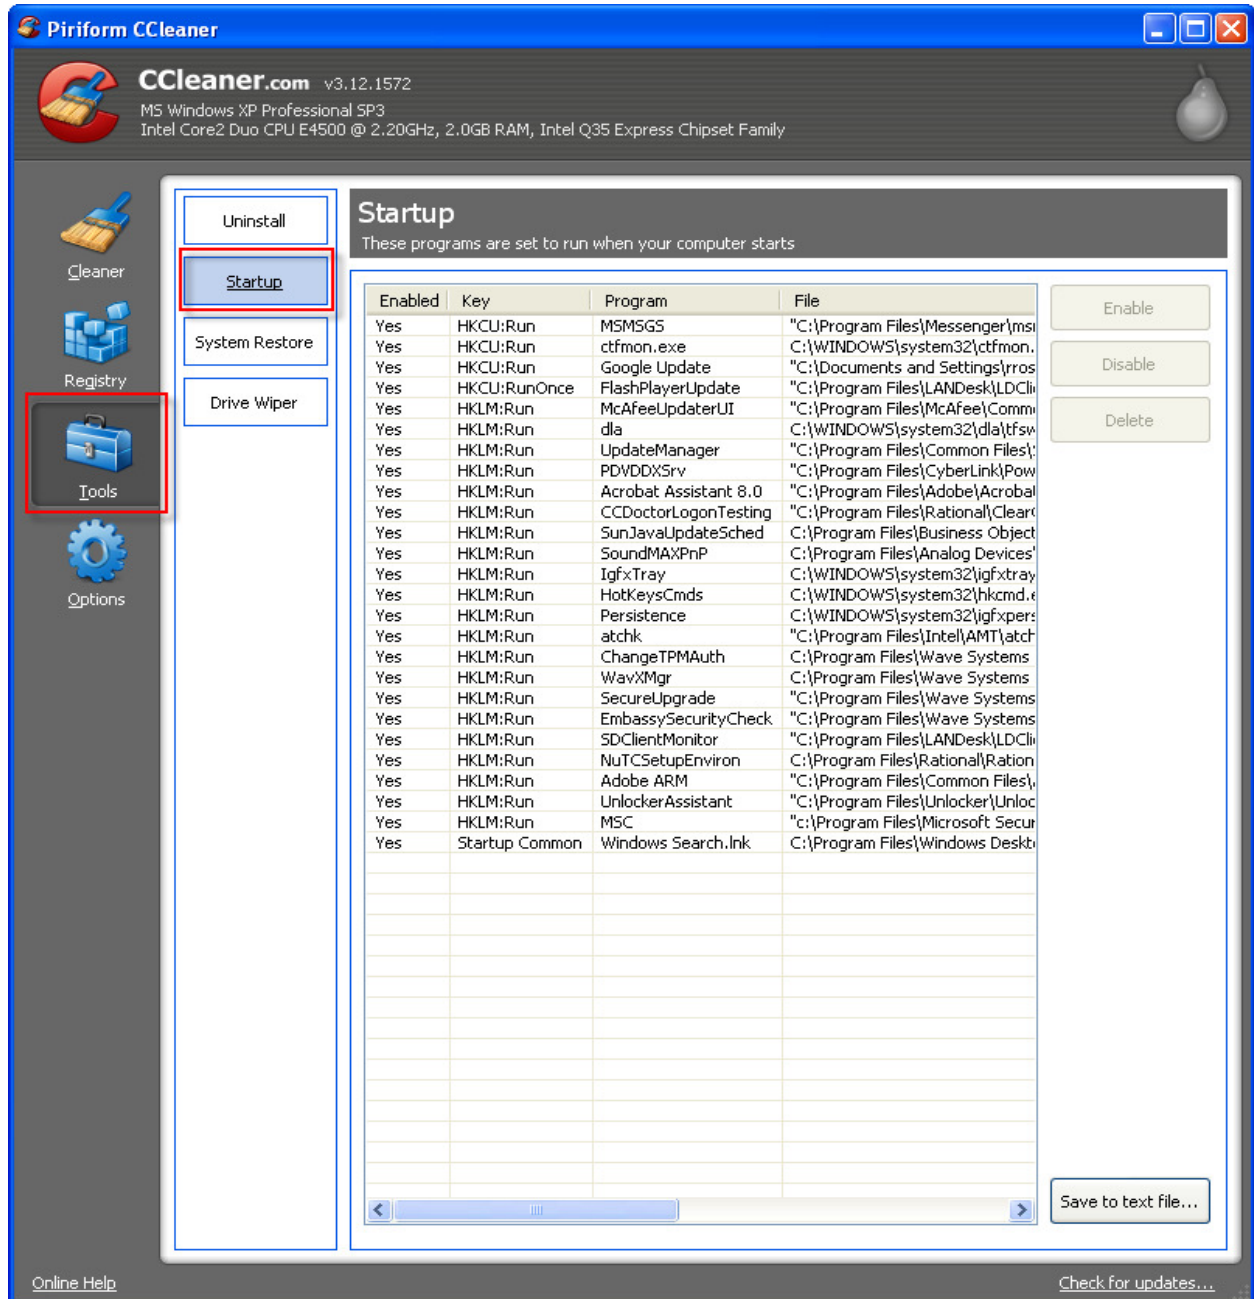 Piriform CCleaner
CCleaner.com v3.12.1572
MS Windows XP Professional SP3
Intel Core2 Duo CPU E4500 @ 2.20GHz, 2.0GB RAM, Intel Q35 Express Chipset Family
Cleaner
Registry
Tools
Options
Uninstall
Startup
System Restore
Drive Wiper
Startup
These programs are set to run when your computer starts
Enabled Key Program File
Yes HKCU:Run MSMSGS "C:\Program Files\Messenger\msr
Yes HKCU:Run ctfmon.exe C:\WINDOWS\system32\ctfmon.
Yes HKCU:Run Google Update "C:\Documents and Settings\rros
Yes HKCU:RunOnce FlashPlayerUpdate "C:\Program Files\LANDesk\LDCli
Yes HKLM:Run McAfeeUpdaterUI "C:\Program Files\McAfee\Comm
Yes HKLM:Run dla C:\WINDOWS\system32\dla\tfsw
Yes HKLM:Run UpdateManager "C:\Program Files\Common Files\
Yes HKLM:Run PDVDDXSrv "C:\Program Files\CyberLink\Pow
Yes HKLM:Run Acrobat Assistant 8.0 "C:\Program Files\Adobe\Acrobat
Yes HKLM:Run CCDoctorLogonTesting "C:\Program Files\Rational\Clear
Yes HKLM:Run SunJavaUpdateSched C:\Program Files\Business Object
Yes HKLM:Run SoundMAXPnP C:\Program Files\Analog Devices\
Yes HKLM:Run IgfxTray C:\WINDOWS\system32\igfxtray
Yes HKLM:Run HotKeysCmds C:\WINDOWS\system32\hkcmd.e
Yes HKLM:Run Persistence C:\WINDOWS\system32\igfxpers
Yes HKLM:Run atchk "C:\Program Files\Intel\AMT\atch
Yes HKLM:Run ChangeTPMAuth C:\Program Files\Wave Systems
Yes HKLM:Run WavXMgr C:\Program Files\Wave Systems
Yes HKLM:Run SecureUpgrade "C:\Program Files\Wave Systems
Yes HKLM:Run EmbassySecurityCheck "C:\Program Files\Wave Systems
Yes HKLM:Run SDClientMonitor "C:\Program Files\LANDesk\LDCli
Yes HKLM:Run NuTCSetupEnviron C:\Program Files\Rational\Ration
Yes HKLM:Run Adobe ARM "C:\Program Files\Common Files\
Yes HKLM:Run UnlockerAssistant "C:\Program Files\Unlocker\Unloc
Yes HKLM:Run MSC "c:\Program Files\Microsoft Secur
Yes Startup Common Windows Search.lnk C:\Program Files\Windows Deskt
Enable
Disable
Delete
Save to text file...
Online Help
Check for updates...